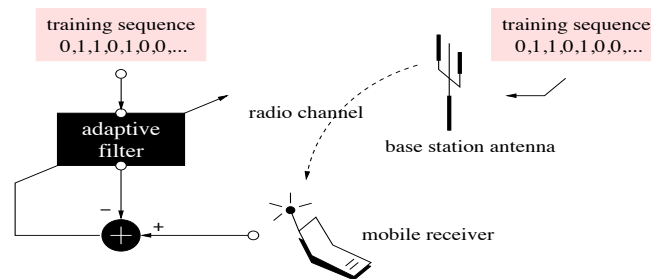 training sequence
0,1,1,0,1,0,0,...
training sequence
0,1,1,0,1,0,0,...
radio channel
adaptive
filter
base station antenna
−
+
+
mobile receiver